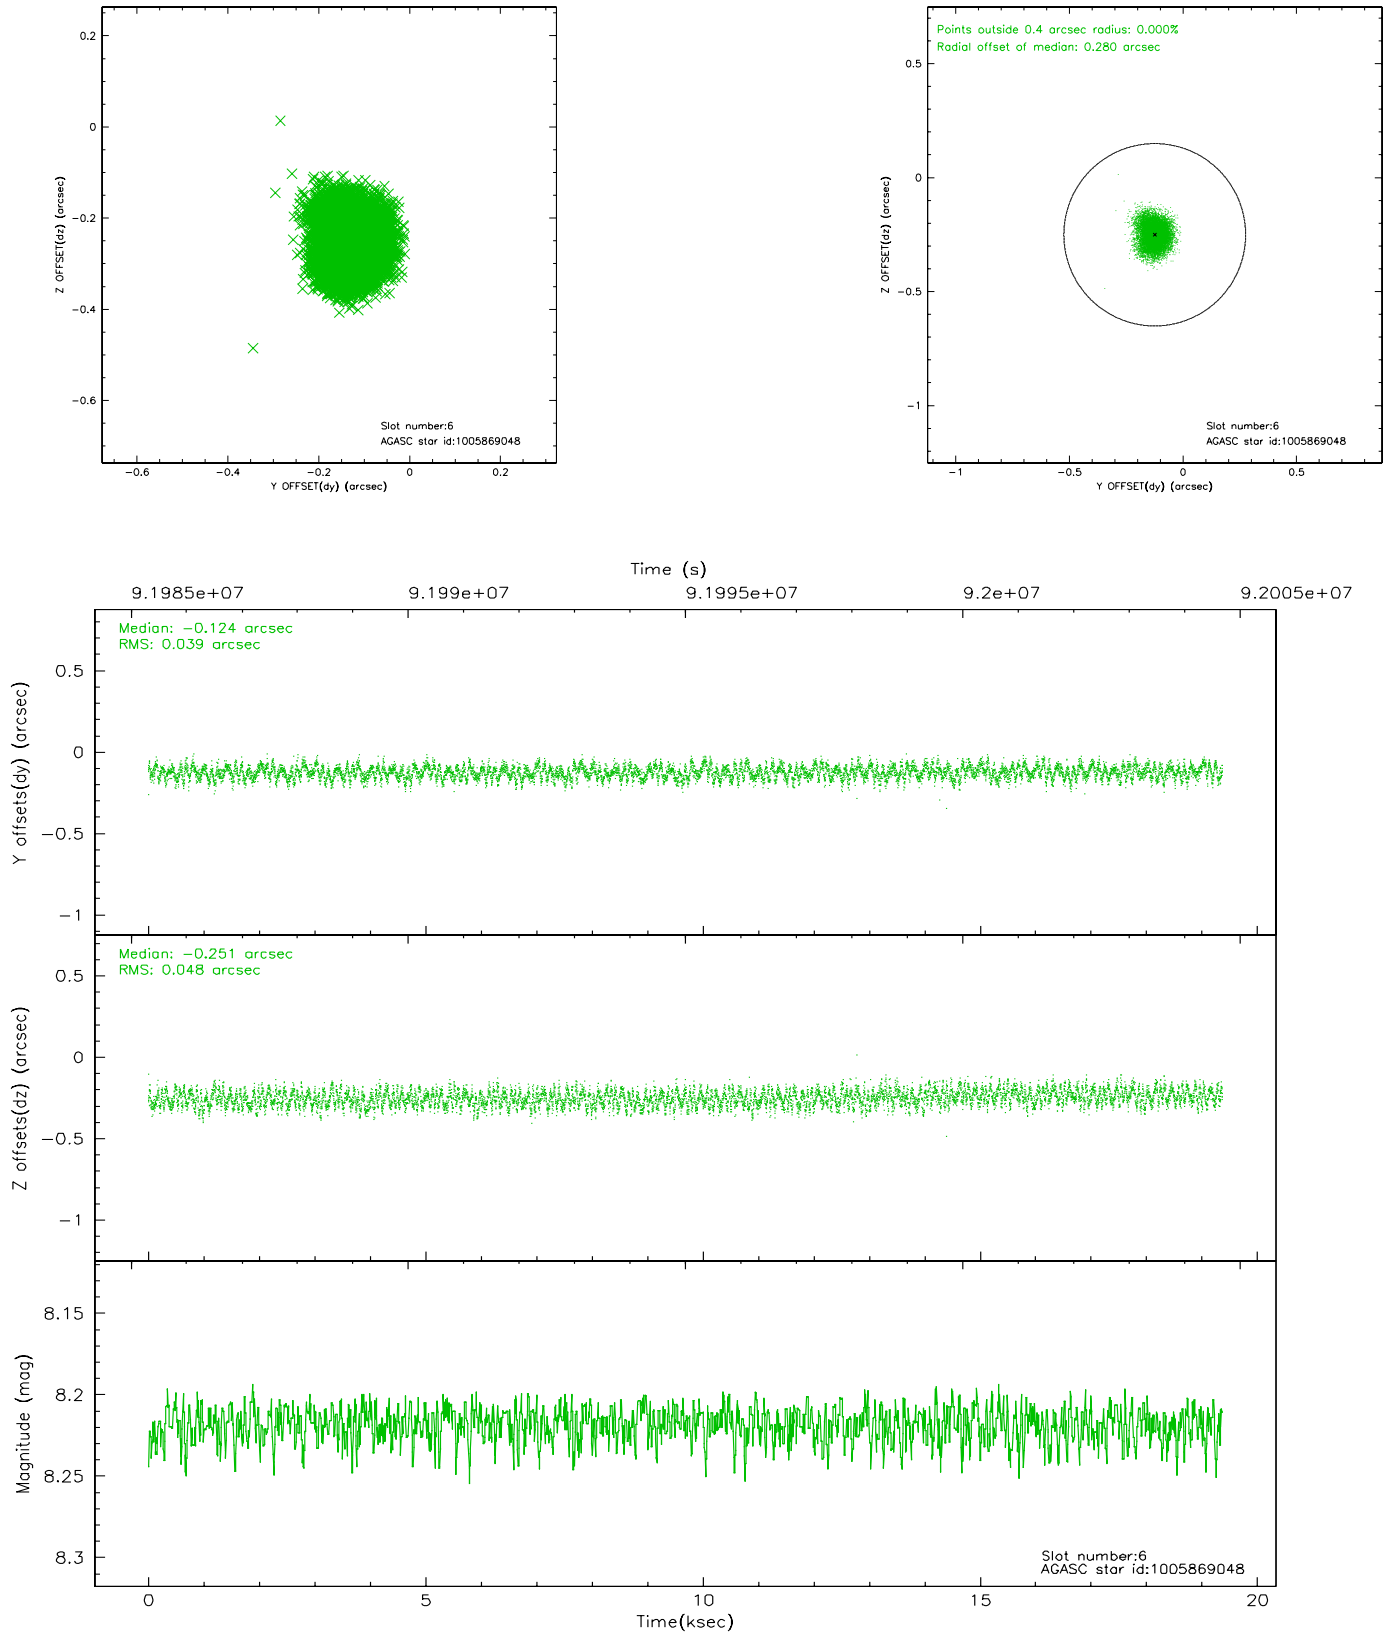 0.2
0
−0.2
−0.4
−0.6
Z OFFSET(dz) (arcsec)
Slot number:6
AGASC star id:1005869048
−0.6 −0.4 −0.2 0 0.2
Y OFFSET(dy) (arcsec)
Points outside 0.4 arcsec radius: 0.000%
Radial offset of median: 0.280 arcsec
0.5
0
−0.5
−1
Z OFFSET(dz) (arcsec)
Slot number:6
AGASC star id:1005869048
−1 −0.5 0 0.5
Y OFFSET(dy) (arcsec)
Time (s)
9.1985e+07 9.199e+07 9.1995e+07 9.2e+07 9.2005e+07
Median: −0.124 arcsec
RMS: 0.039 arcsec
0.5
0
−0.5
−1
Y offsets(dy) (arcsec)
Median: −0.251 arcsec
RMS: 0.048 arcsec
0.5
0
−0.5
−1
Z offsets(dz) (arcsec)
8.15
8.2
8.25
8.3
Magnitude (mag)
Slot number:6
AGASC star id:1005869048
0 5 10 15 20
Time(ksec)